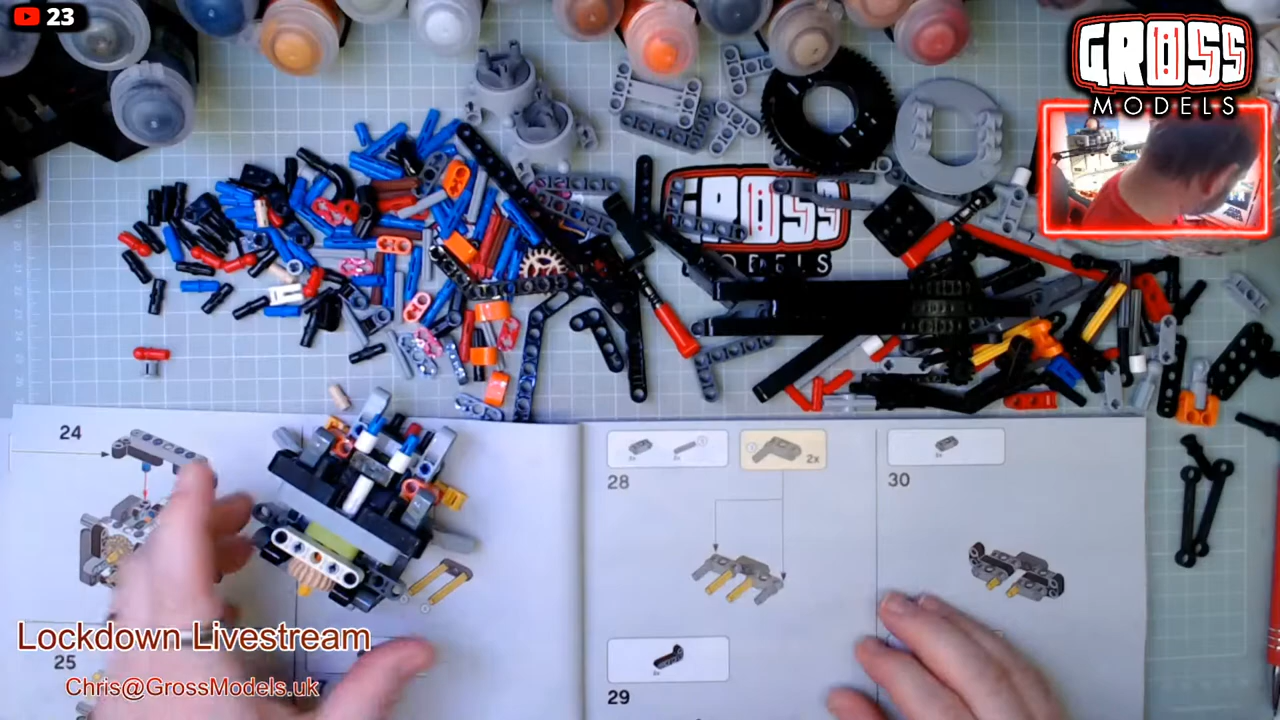 23
GROSS
MODELS
GROSS
MODELS
24
2x
28
30
29
25
Lockdown Livestream
Chris@GrossModels.uk